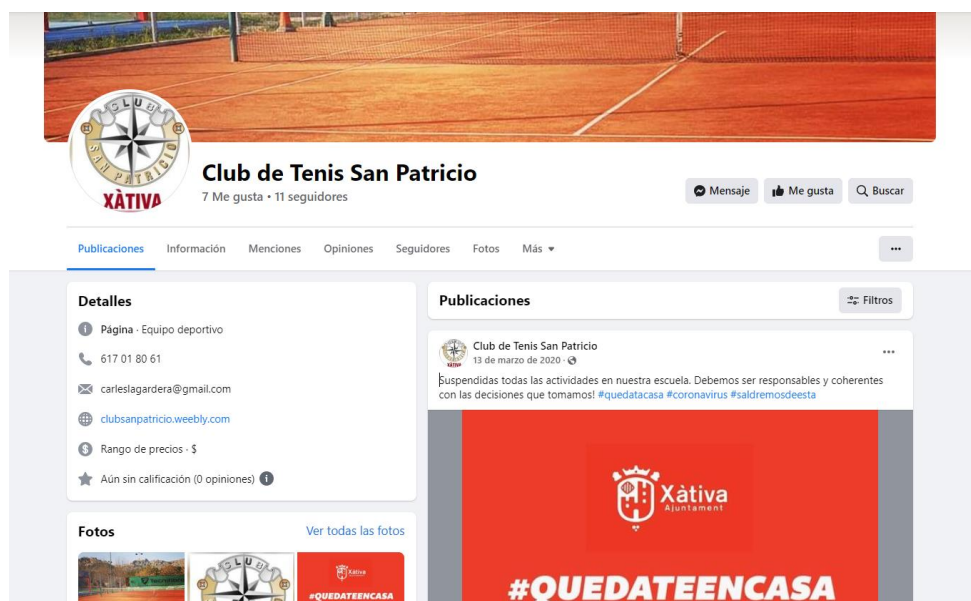 CLUB
SAN PATRICIO
XÀTIVA
Club de Tenis San Patricio
7 Me gusta • 11 seguidores
Mensaje
Me gusta
Buscar
Publicaciones Información Menciones Opiniones Seguidores Fotos Más
Detalles
Página · Equipo deportivo
617 01 80 61
carleslagardera@gmail.com
clubsanpatricio.weebly.com
Rango de precios · $
Aún sin calificación (0 opiniones)
Fotos
Ver todas las fotos
CLUB
Xàtiva
#QUEDATEENCASA
Publicaciones
Filtros
Club de Tenis San Patricio
13 de marzo de 2020
Suspendidas todas las actividades en nuestra escuela. Debemos ser responsables y coherentes
con las decisiones que tomamos! #quedatacasa #coronavirus #saldremosdeesta
Xàtiva
Ajuntament
#QUEDATEENCASA